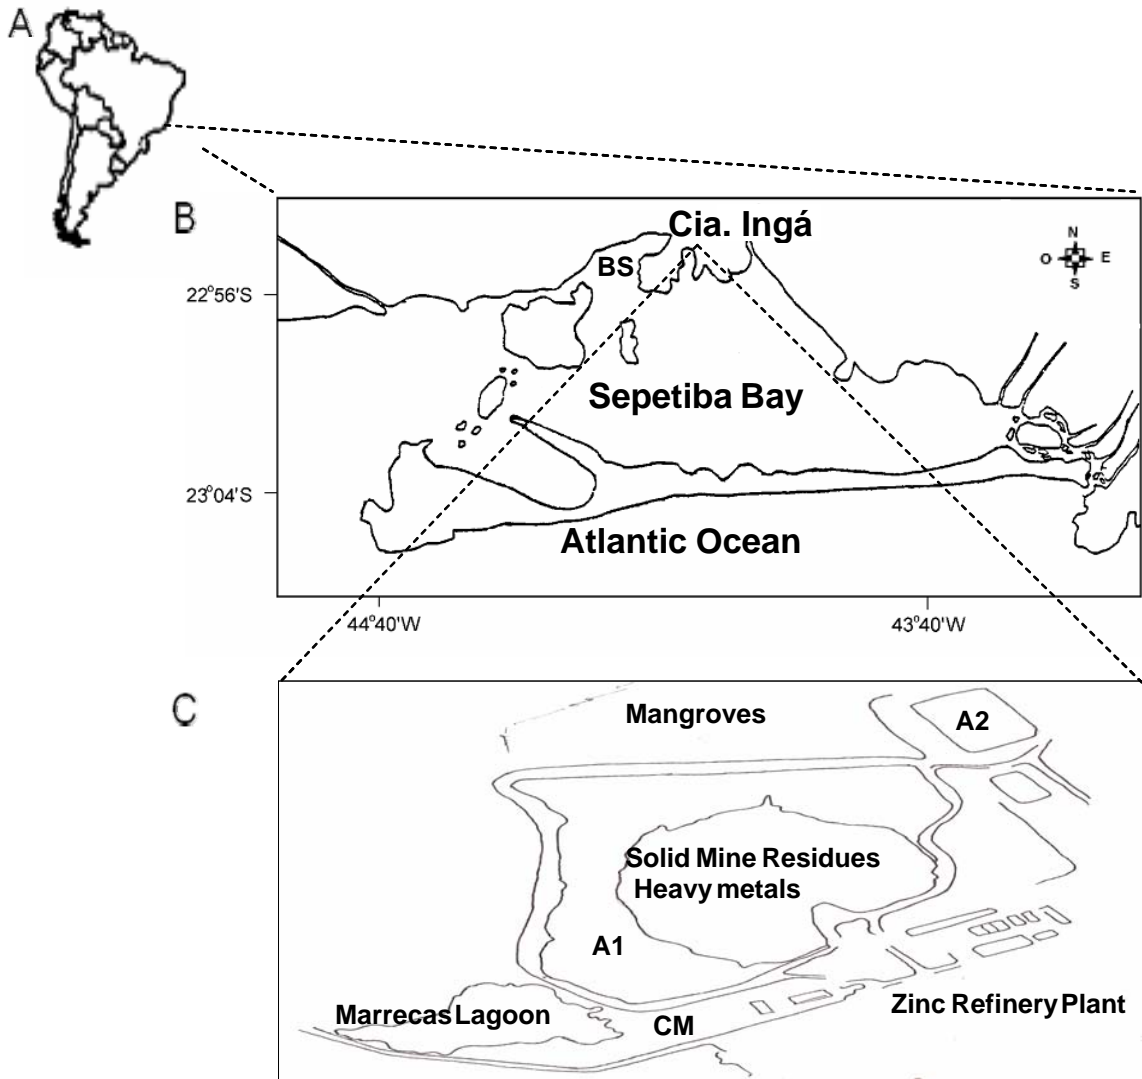 A
B
Cia. Ingá
BS
N
O E
S
22°56'S
Sepetiba Bay
23°04'S
Atlantic Ocean
44°40'W
43°40'W
C
Mangroves
A2
Solid Mine Residues
Heavy metals
A1
Marrecas Lagoon
CM
Zinc Refinery Plant